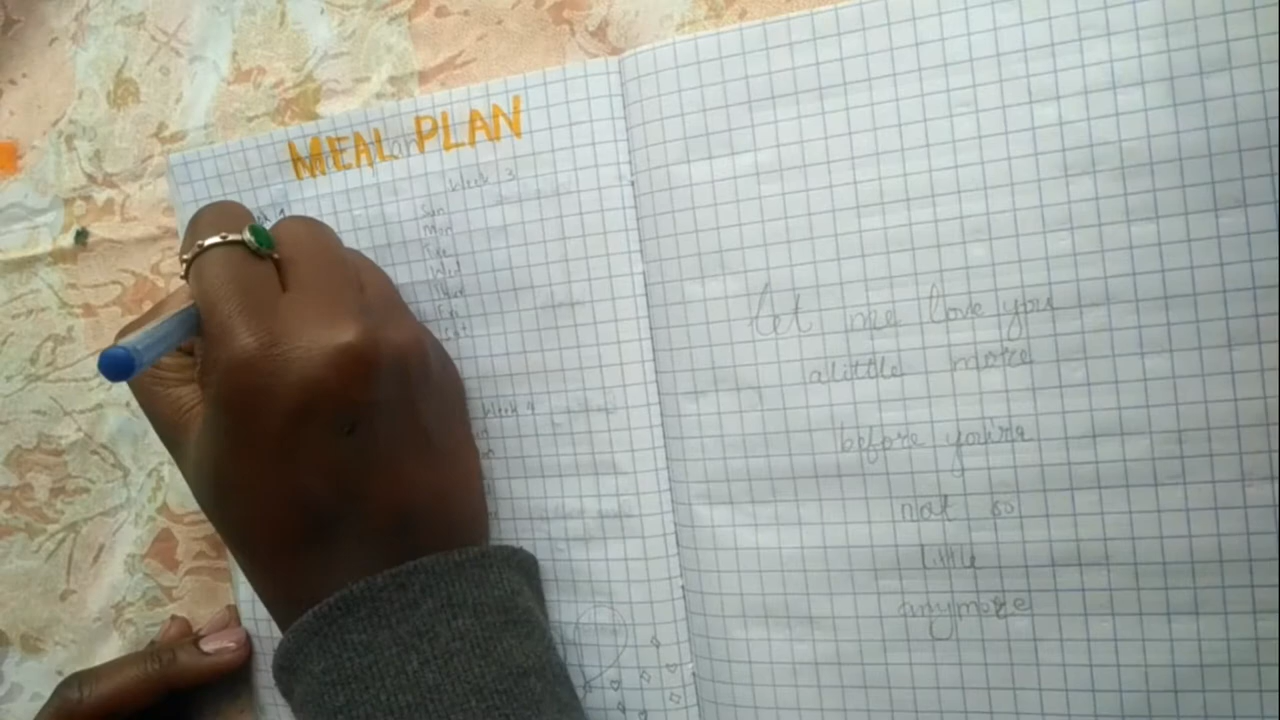 MEAL PLAN
Week 3
Sun
Mon
Tue
Wed
Thur
Fri
Sat
Week 4
let me love you
alittle more
before you're
not so
little
anymore